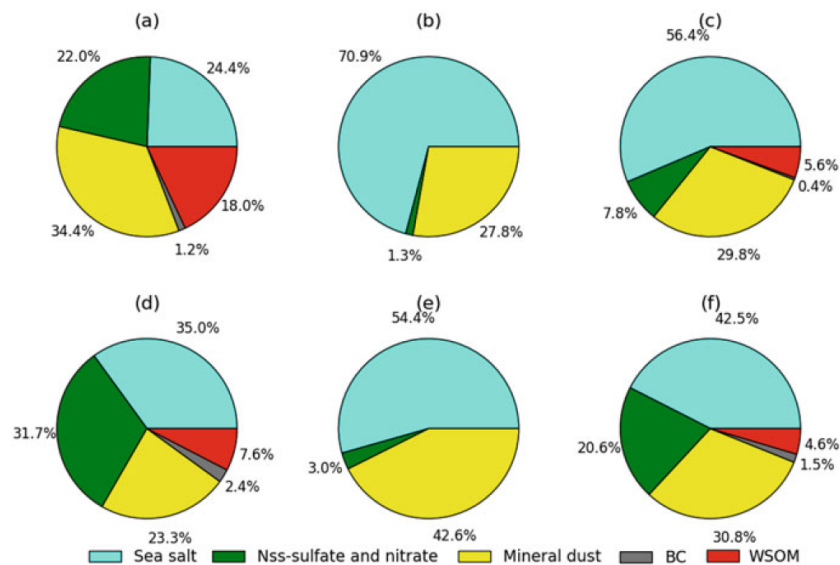 (a) (b) (c)
22.0% 24.4% 70.9% 56.4%
34.4% 18.0% 1.2%
1.3% 27.8%
7.8% 5.6% 0.4% 29.8%
(d) (e) (f)
35.0% 54.4% 42.5%
31.7% 7.6% 2.4% 23.3%
3.0% 42.6%
20.6% 4.6% 1.5% 30.8%
Sea salt Nss-sulfate and nitrate Mineral dust BC WSOM